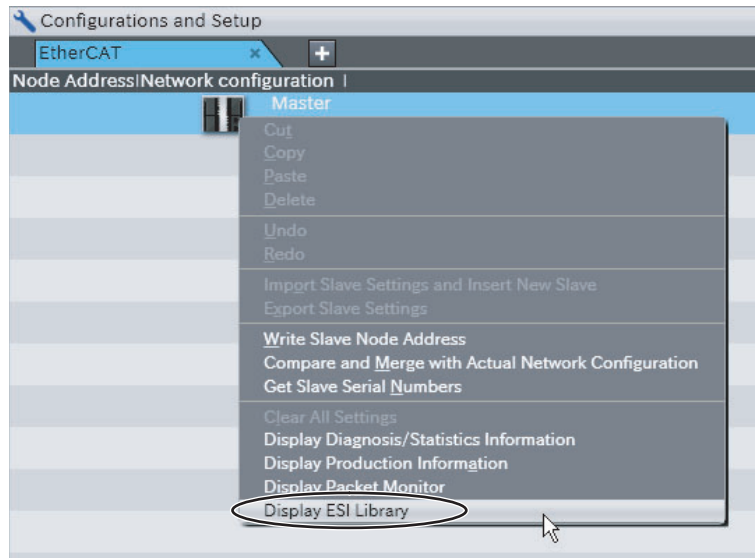 Configurations and Setup
EtherCAT × +
Node Address|Network configuration |
Master
Cut
Copy
Paste
Delete
Undo
Redo
Import Slave Settings and Insert New Slave
Export Slave Settings
Write Slave Node Address
Compare and Merge with Actual Network Configuration
Get Slave Serial Numbers
Clear All Settings
Display Diagnosis/Statistics Information
Display Production Information
Display Packet Monitor
Display ESI Library